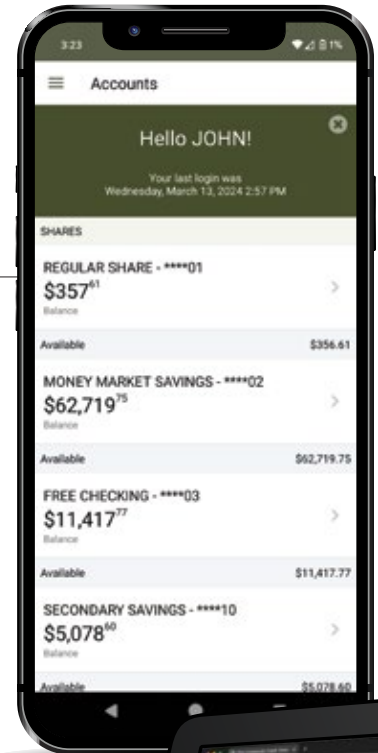 3:23
1%
Accounts
Hello JOHN!
Your last login was
Wednesday, March 13, 2024 2:57 PM
SHARES
REGULAR SHARE - ****01
$357⁶¹
Balance
Available $356.61
MONEY MARKET SAVINGS - ****02
$62,719⁷⁵
Balance
Available $62,719.75
FREE CHECKING - ****03
$11,417⁷⁷
Balance
Available $11,417.77
SECONDARY SAVINGS - ****10
$5,078⁶⁰
Balance
Available $5,078.60